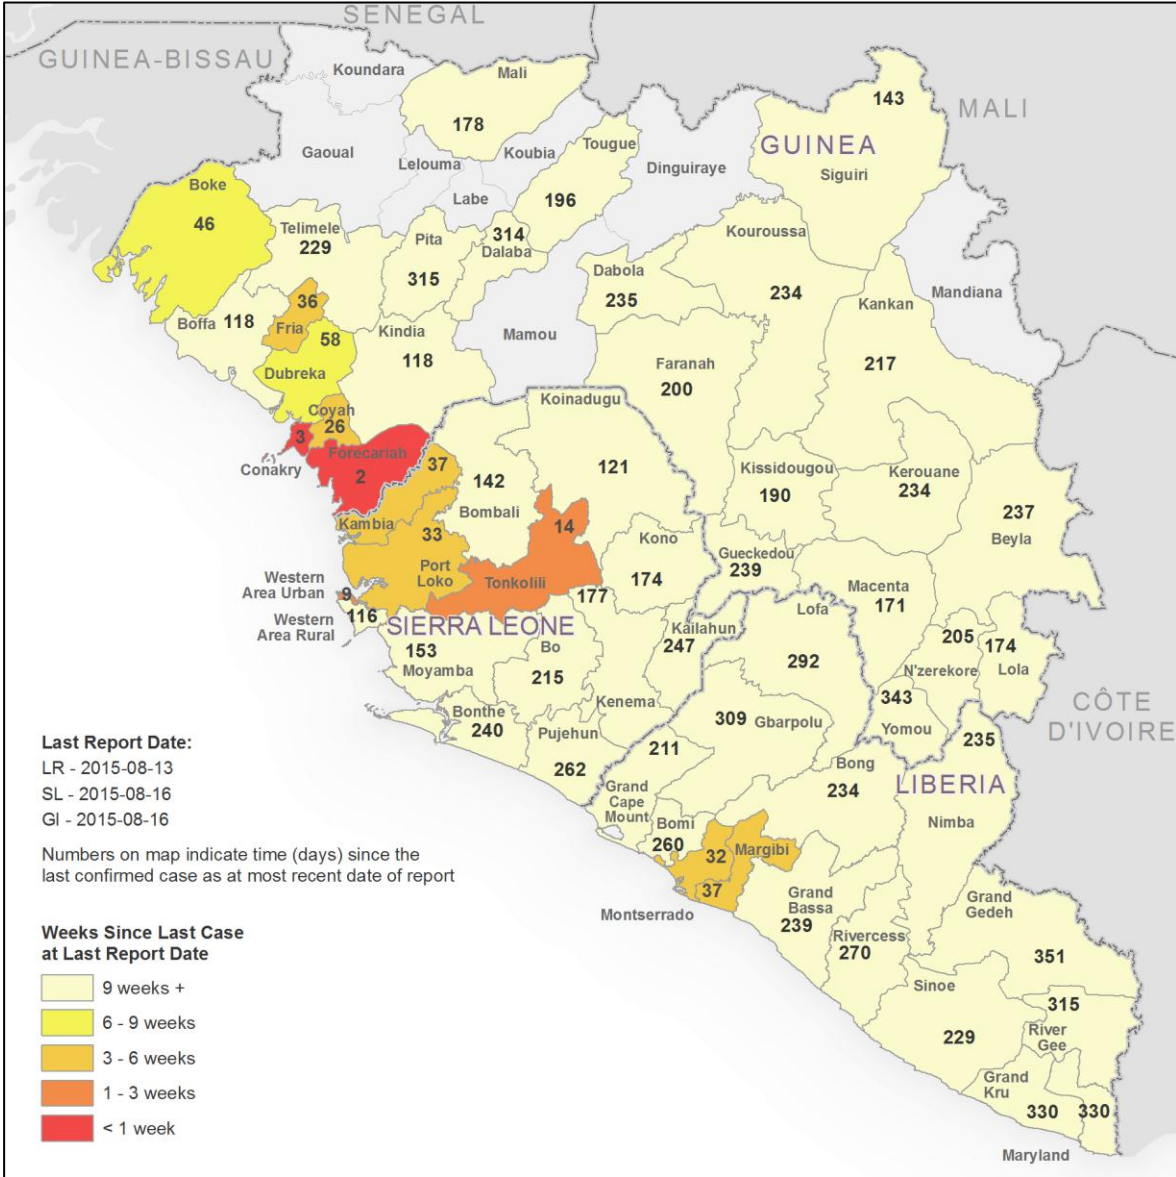 SENEGAL
GUINEA-BISSAU
Koundara
Mali
143
MALI
178
GUINEA
Gaoual
Lelouma
Koubia
Tougue
Dinguiraye
Siguiri
Boke
Labe
196
46
Telimele
229
Pita
314
Dalaba
Kouroussa
315
Dabola
235
234
Kankan
Mandiana
36
118
Boffa
Fria
58
Kindia
118
Mamou
217
Dubreka
Faranah
200
Koinadugu
Coyah
26
3
Conakry
Forecariah
2
37
142
121
Kissidougou
190
Kerouane
234
Bombali
237
Beyla
Kambia
33
14
Kono
Port
Loko
Tonkolili
174
Gueckedou
239
Macenta
171
Western
Area Urban
9
177
Lofa
Western
Area Rural
116
SIERRA LEONE
Kailahun
247
205
174
153
Moyamba
Bo
215
292
N'zerekore
Lola
Kenema
343
Yomou
CÔTE
D'IVOIRE
Bonthe
240
309
Gbarpolu
Pujehun
262
211
235
Bong
234
LIBERIA
Grand
Cape
Mount
Bomi
260
Nimba
32
Margibi
37
Montserrado
Grand
Bassa
239
Grand
Gedeh
351
Rivercess
270
Sinoe
229
315
River
Gee
Grand
Kru
330
330
Maryland
Last Report Date:
LR - 2015-08-13
SL - 2015-08-16
GI - 2015-08-16
Numbers on map indicate time (days) since the
last confirmed case as at most recent date of report
Weeks Since Last Case
at Last Report Date
9 weeks +
6 - 9 weeks
3 - 6 weeks
1 - 3 weeks
< 1 week